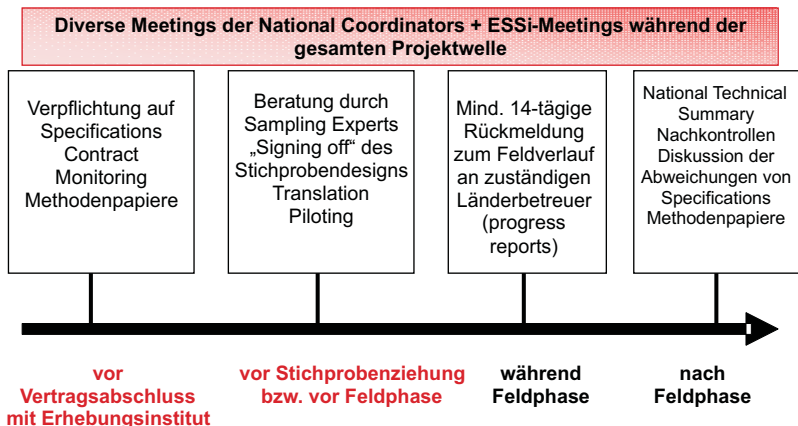 Diverse Meetings der National Coordinators + ESSi-Meetings während der
gesamten Projektwelle
Verpflichtung auf
Specifications
Contract
Monitoring
Methodenpapiere
Beratung durch
Sampling Experts
„Signing off“ des
Stichprobendesigns
Translation
Piloting
Mind. 14-tägige
Rückmeldung
zum Feldverlauf
an zuständigen
Länderbetreuer
(progress
reports)
National Technical
Summary
Nachkontrollen
Diskussion der
Abweichungen von
Specifications
Methodenpapiere
vor
Vertragsabschluss
mit Erhebungsinstitut
vor Stichprobenziehung
bzw. vor Feldphase
während
Feldphase
nach
Feldphase